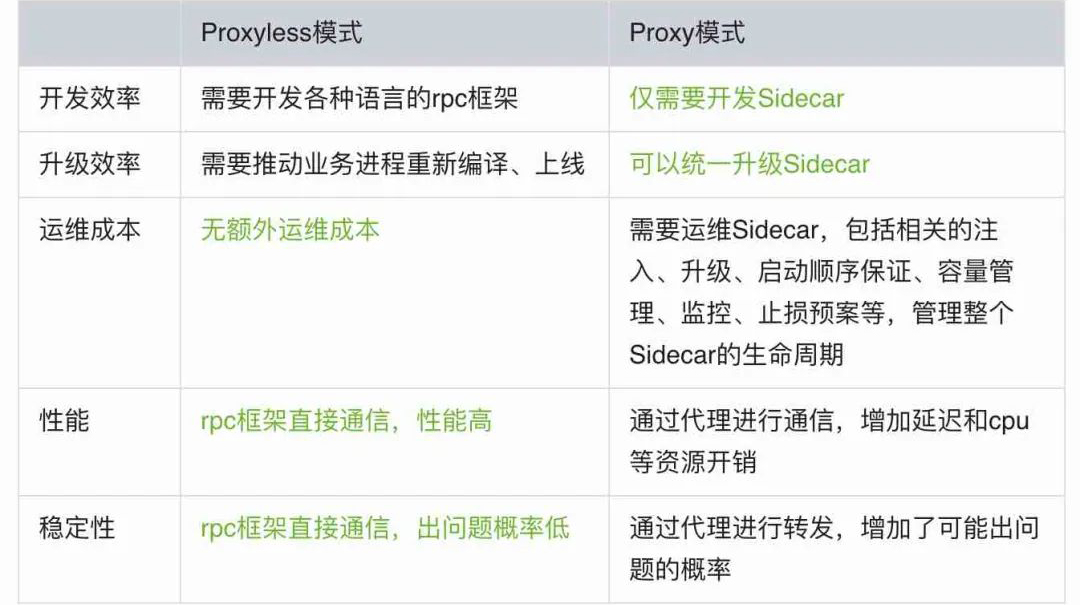 Proxyless模式 Proxy模式
开发效率 需要开发各种语言的rpc框架 仅需要开发Sidecar
升级效率 需要推动业务进程重新编译、上线 可以统一升级Sidecar
运维成本 无额外运维成本 需要运维Sidecar，包括相关的注
入、升级、启动顺序保证、容量管
理、监控、止损预案等，管理整个
Sidecar的生命周期
性能 rpc框架直接通信，性能高 通过代理进行通信，增加延迟和cpu
等资源开销
稳定性 rpc框架直接通信，出问题概率低 通过代理进行转发，增加了可能出问
题的概率